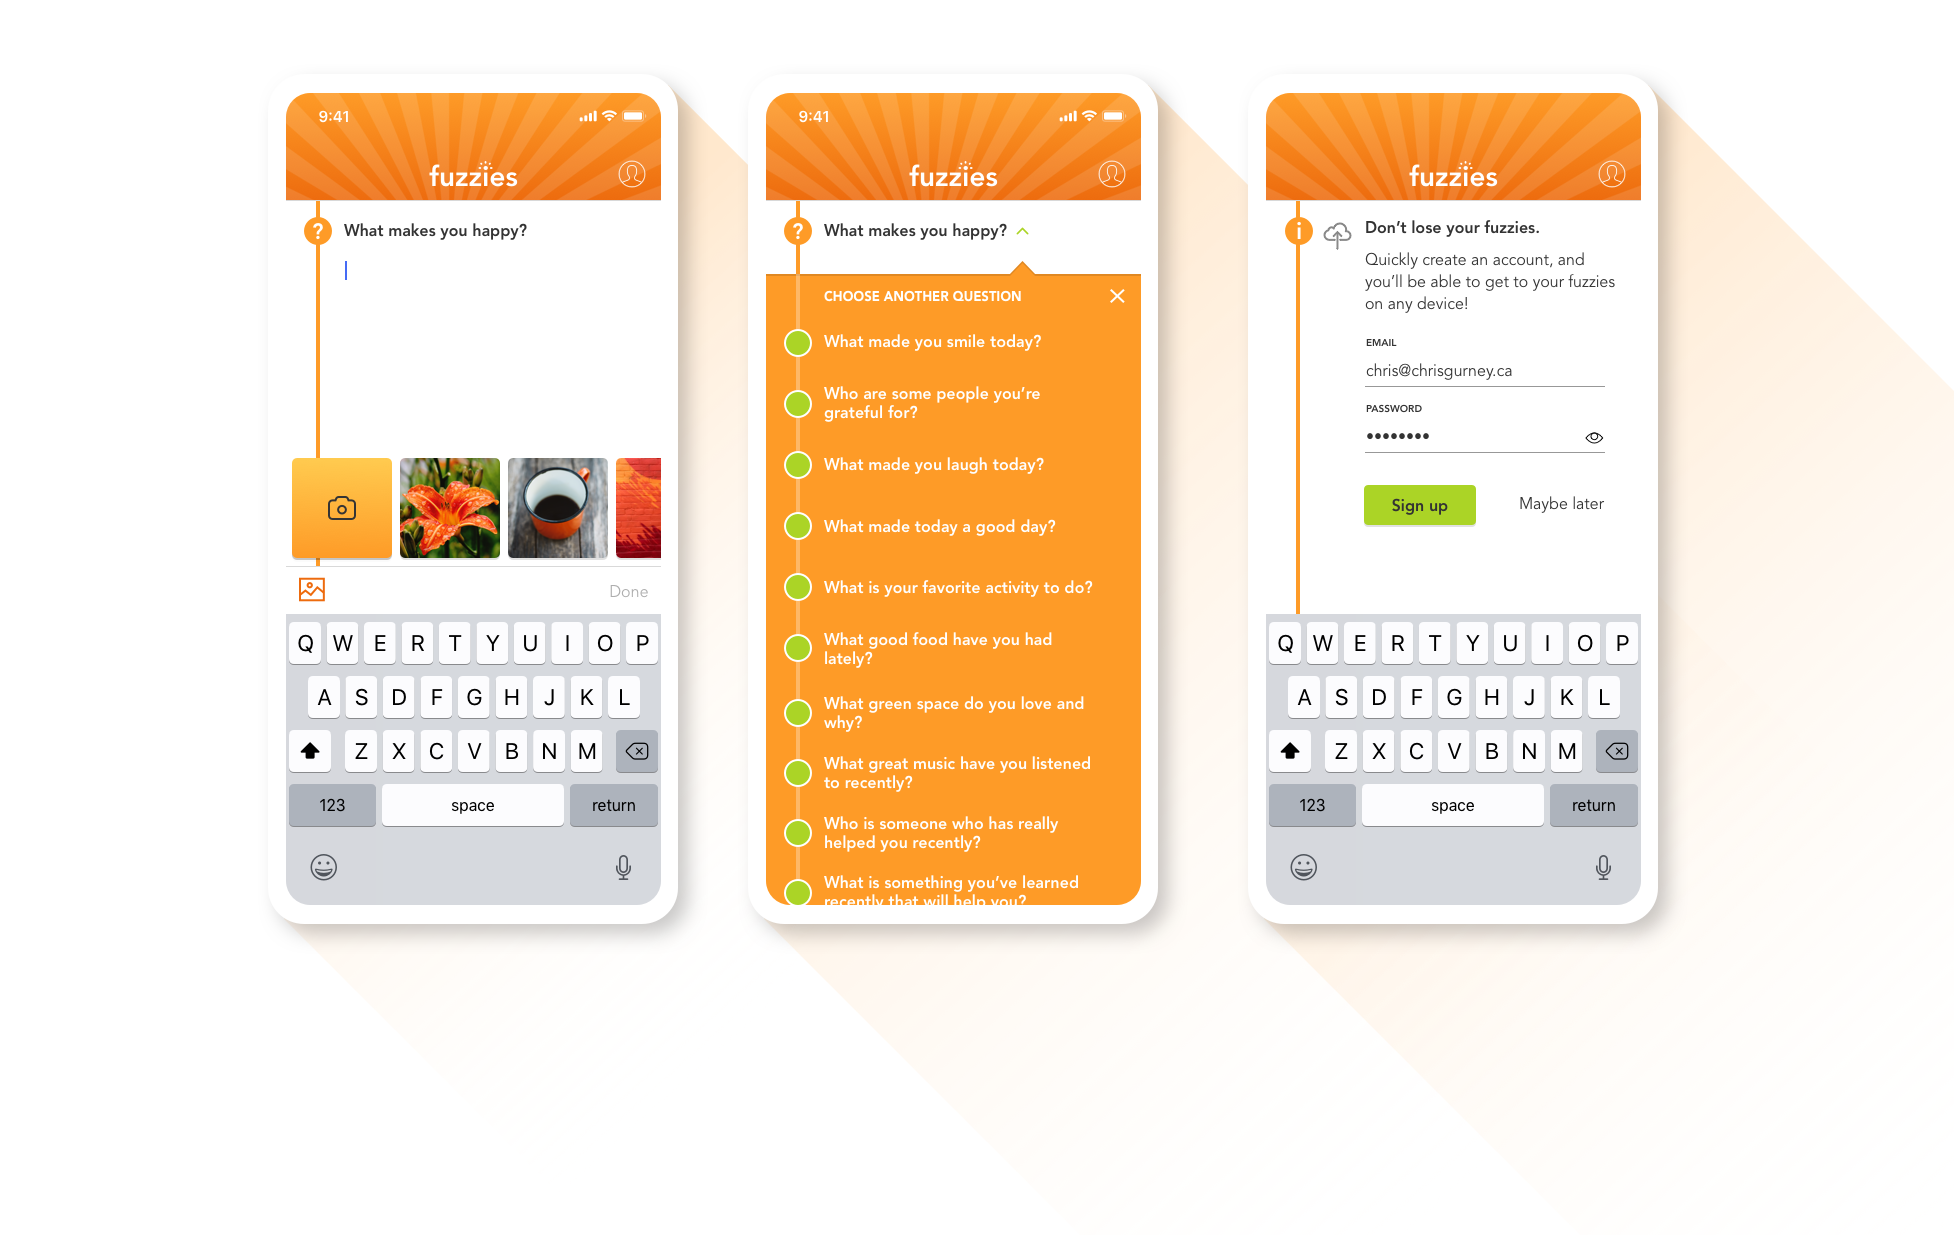 9:41
fuzzies
?
What makes you happy?
Done
Q W E R T Y U I O P
A S D F G H J K L
Z X C V B N M
123 space return
9:41
fuzzies
?
What makes you happy?
CHOOSE ANOTHER QUESTION
What made you smile today?
Who are some people you’re
grateful for?
What made you laugh today?
What made today a good day?
What is your favorite activity to do?
What good food have you had
lately?
What green space do you love and
why?
What great music have you listened
to recently?
Who is someone who has really
helped you recently?
What is something you’ve learned
recently that will help you?
fuzzies
i
Don’t lose your fuzzies.
Quickly create an account, and
you’ll be able to get to your fuzzies
on any device!
EMAIL
chris@chrisgurney.ca
PASSWORD
••••••••
Sign up Maybe later
Q W E R T Y U I O P
A S D F G H J K L
Z X C V B N M
123 space return